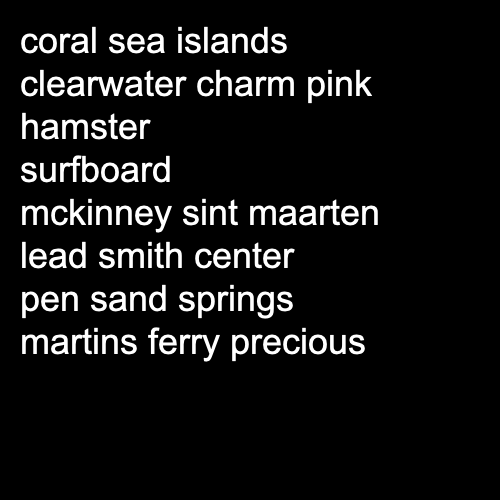 coral sea islands
clearwater charm pink
hamster
surfboard
mckinney sint maarten
lead smith center
pen sand springs
martins ferry precious